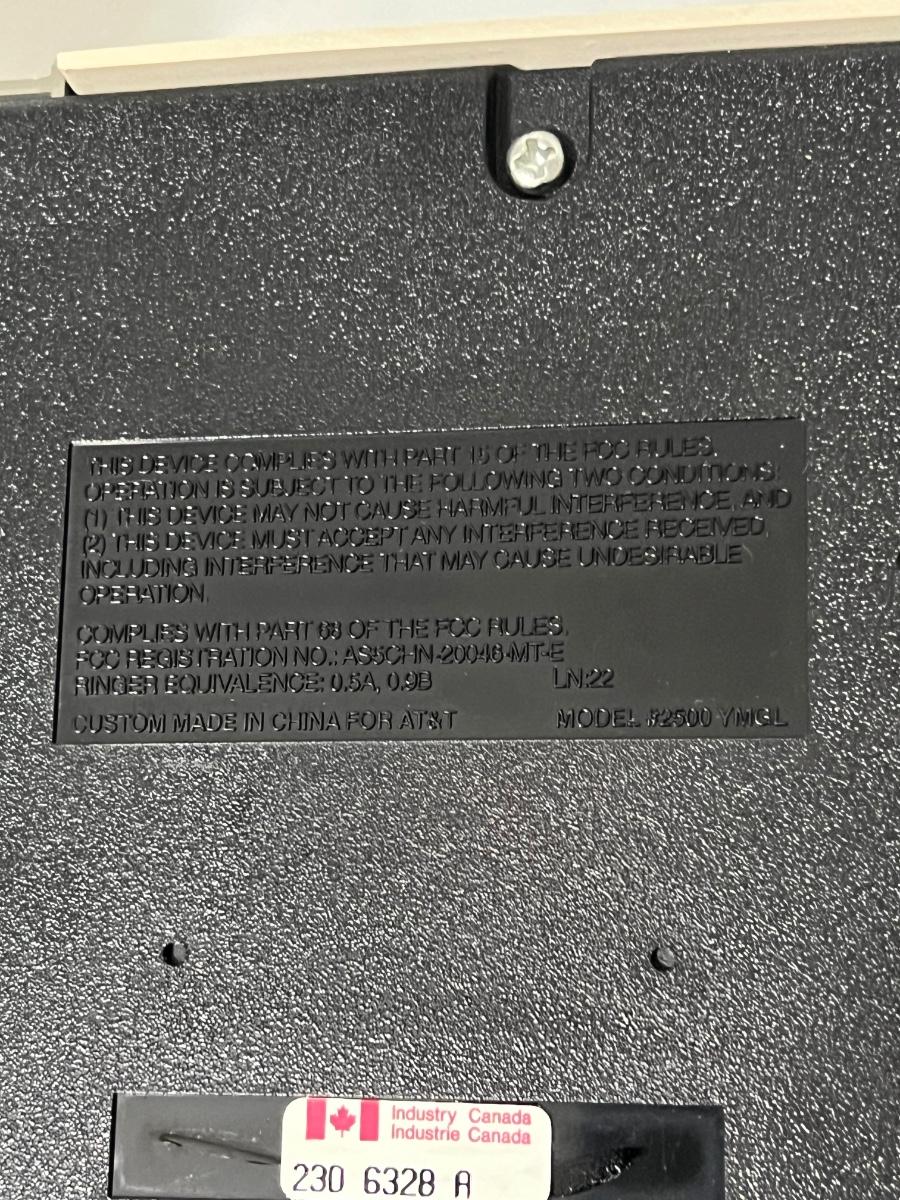 THIS DEVICE COMPLIES WITH PART 15 OF THE FCC RULES.
OPERATION IS SUBJECT TO THE FOLLOWING TWO CONDITIONS:
(1) THIS DEVICE MAY NOT CAUSE HARMFUL INTERFERENCE, AND
(2) THIS DEVICE MUST ACCEPT ANY INTERFERENCE RECEIVED,
INCLUDING INTERFERENCE THAT MAY CAUSE UNDESIRABLE
OPERATION.
COMPLIES WITH PART 68 OF THE FCC RULES.
FCC REGISTRATION NO.: AS5CHN-20046-MT-E
RINGER EQUIVALENCE: 0.5A, 0.9B LN:22
CUSTOM MADE IN CHINA FOR AT&T MODEL #2500 YMGL
Industry Canada
Industrie Canada
230 6328 A